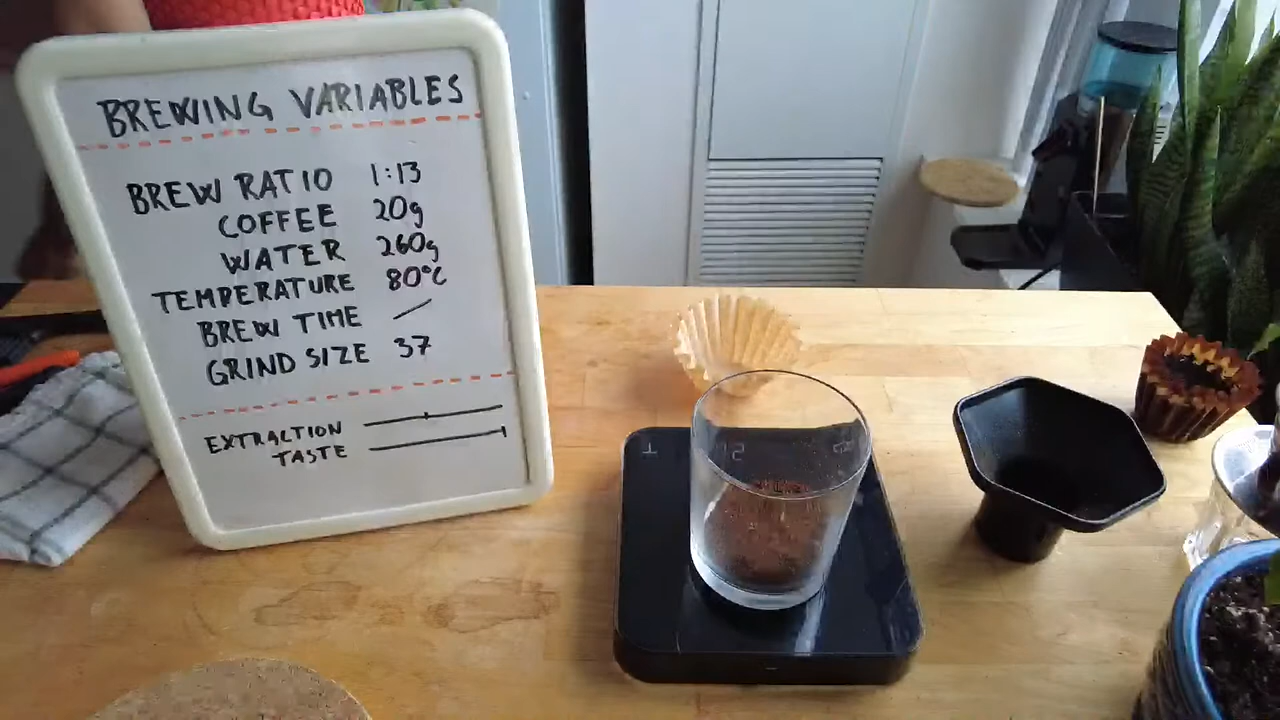 BREWING VARIABLES
BREW RATIO 1:13
COFFEE 20g
WATER 260g
TEMPERATURE 80°C
BREW TIME /
GRIND SIZE 37
EXTRACTION
TASTE